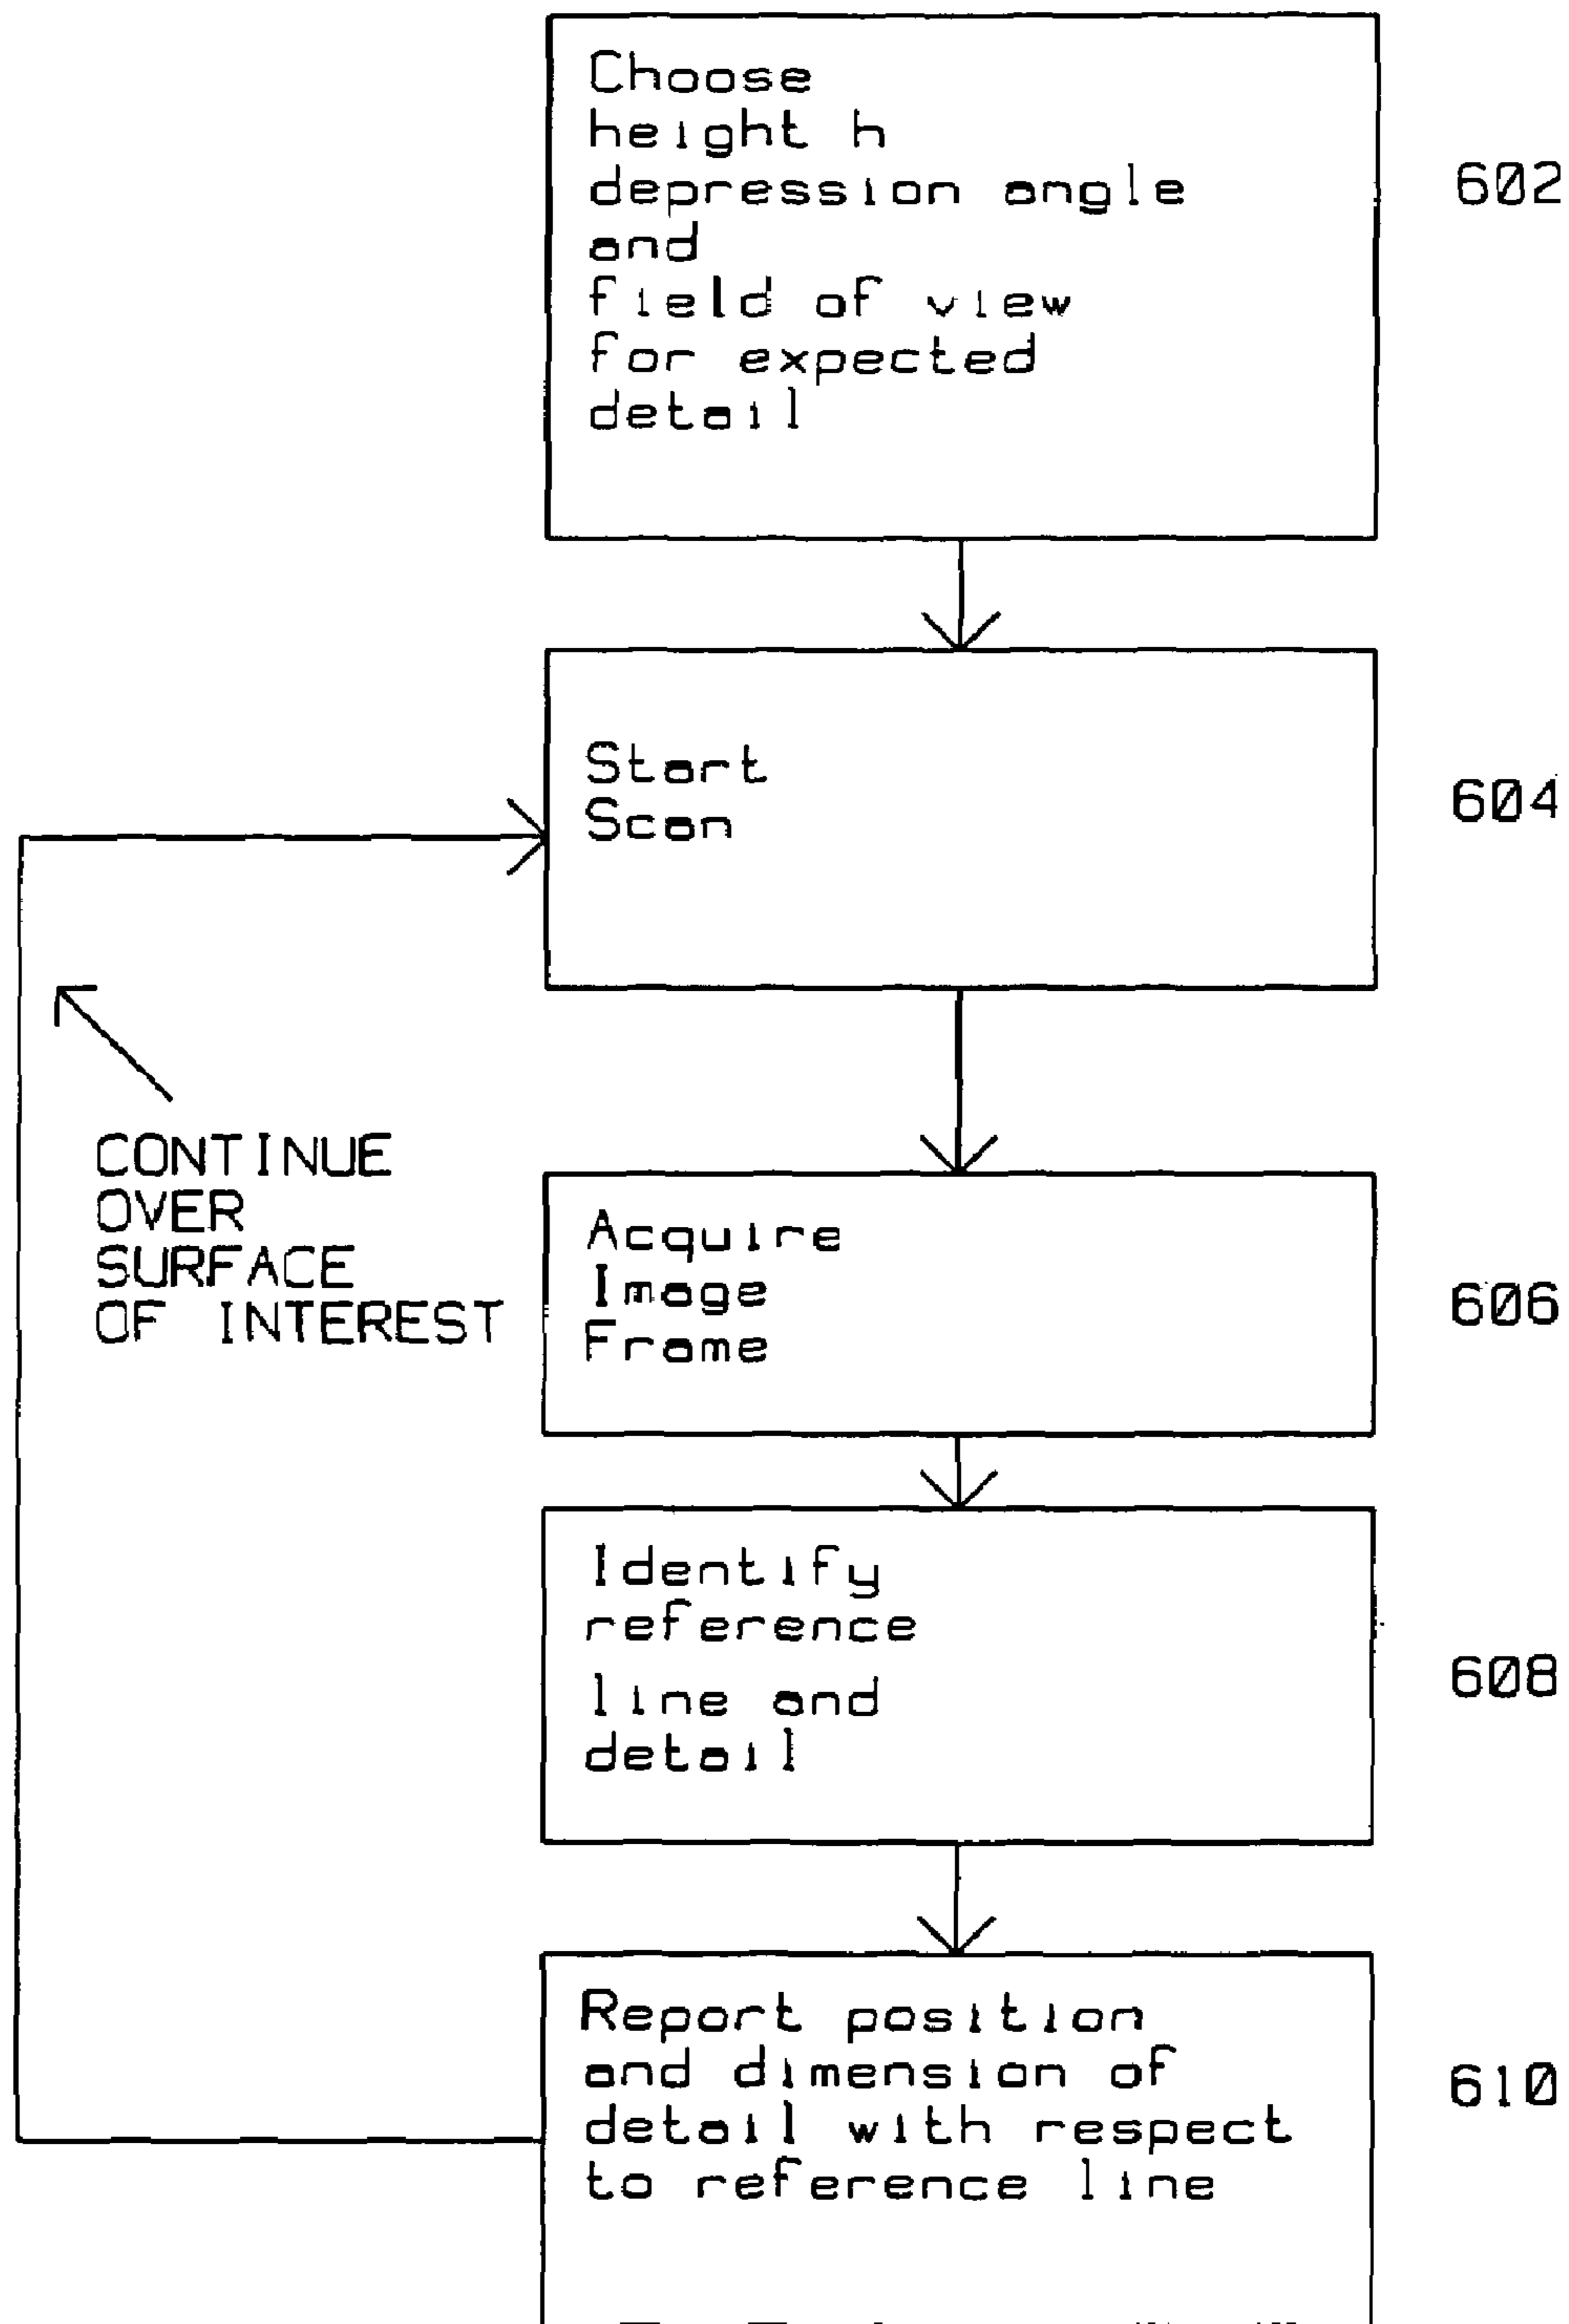 Choose
height h
depression angle
and
field of view
for expected
detail
602
Start
Scan
604
CONTINUE
OVER
SURFACE
OF INTEREST
Acquire
Image
Frame
606
Identify
reference
line and
detail
608
Report position
and dimension of
detail with respect
to reference line
610